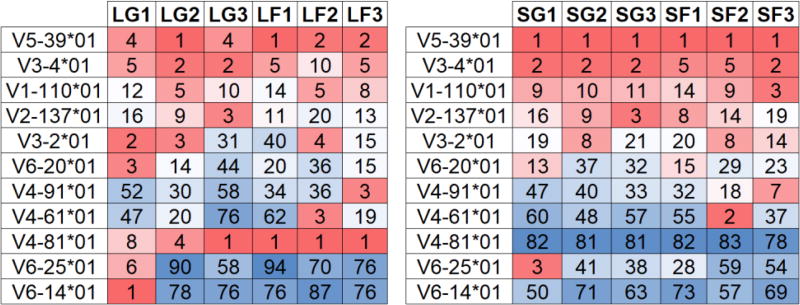 LG1 LG2 LG3 LF1 LF2 LF3 SG1 SG2 SG3 SF1 SF2 SF3
V5-39*01 4 1 4 1 2 2 V5-39*01 1 1 1 1 1 1
V3-4*01 5 2 2 5 10 5 V3-4*01 2 2 2 5 5 2
V1-110*01 12 5 10 14 5 8 V1-110*01 9 10 11 14 9 3
V2-137*01 16 9 3 11 20 13 V2-137*01 16 9 3 8 14 19
V3-2*01 2 3 31 40 4 15 V3-2*01 19 8 21 20 8 14
V6-20*01 3 14 44 20 36 15 V6-20*01 13 37 32 15 29 23
V4-91*01 52 30 58 34 36 3 V4-91*01 47 40 33 32 18 7
V4-61*01 47 20 76 62 3 19 V4-61*01 60 48 57 55 2 37
V4-81*01 8 4 1 1 1 1 V4-81*01 82 81 81 82 83 78
V6-25*01 6 90 58 94 70 76 V6-25*01 3 41 38 28 59 54
V6-14*01 1 78 76 76 87 76 V6-14*01 50 71 63 73 57 69